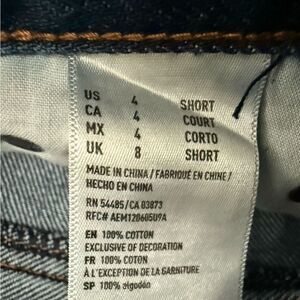 US 4 SHORT
CA 4 COURT
MX 4 CORTO
UK 8 SHORT
MADE IN CHINA / FABRIQUÉ EN CHINE /
HECHO EN CHINA
RN 54485/CA 03873
RFC# AEM120605U9A
EN 100% COTTON
EXCLUSIVE OF DECORATION
FR 100% COTON
À L'EXCEPTION DE LA GARNITURE
SP 100% algodón